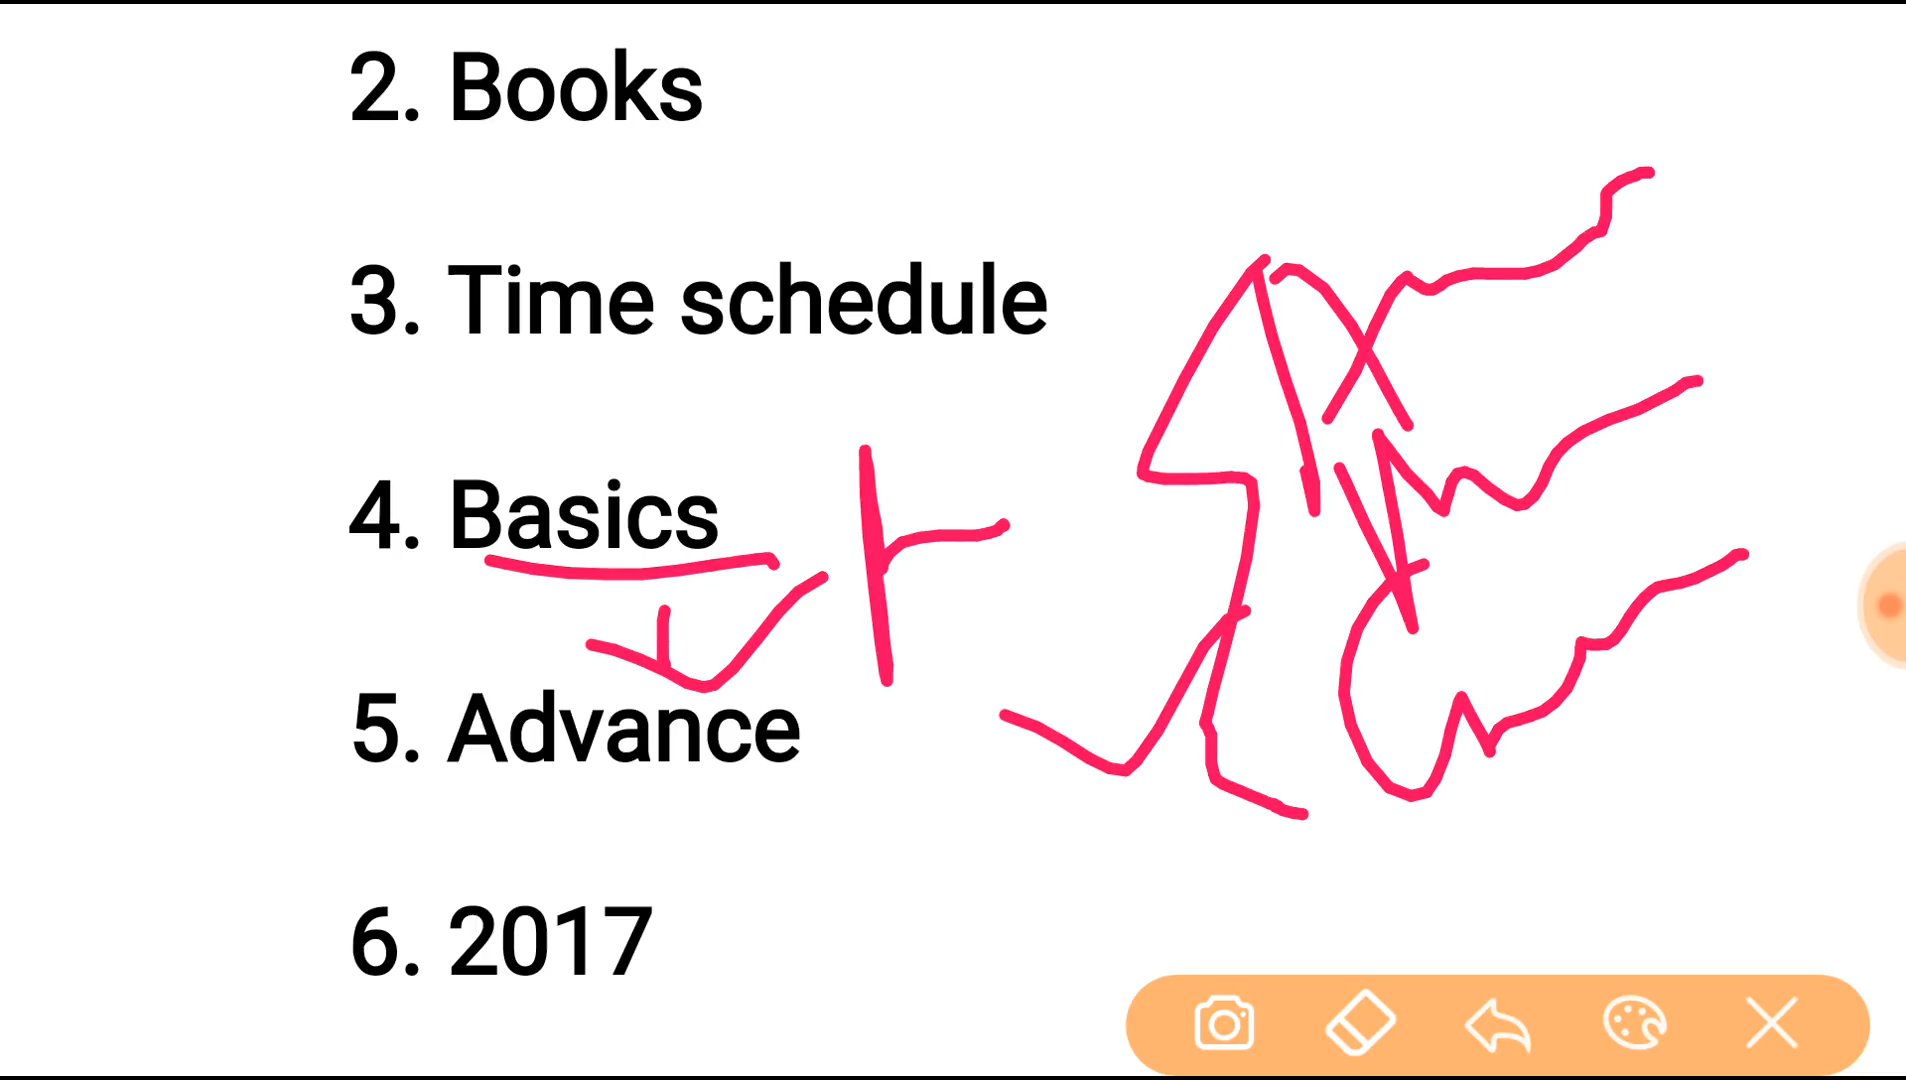 2. Books
3. Time schedule
4. Basics
5. Advance
6. 2017